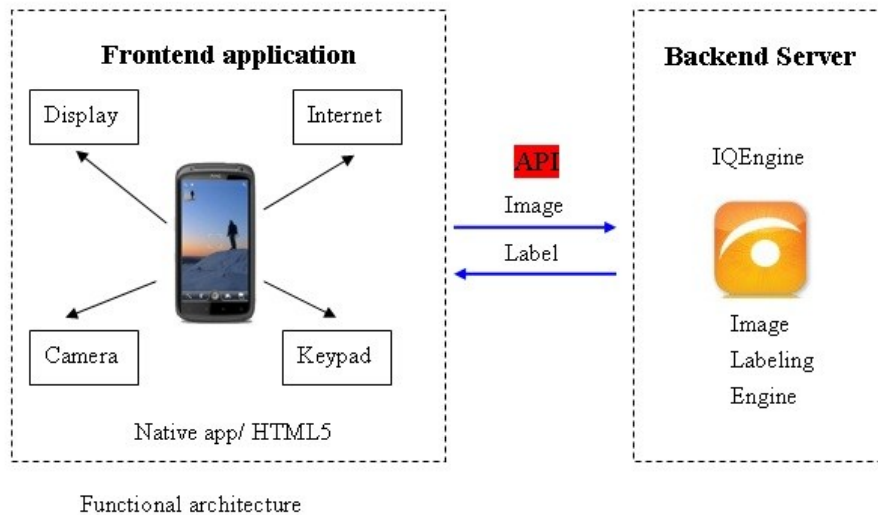 Frontend application
Display
Internet
Camera
Keypad
Native app/ HTML5
API
Image
Label
Backend Server
IQEngine
Image
Labeling
Engine
Functional architecture